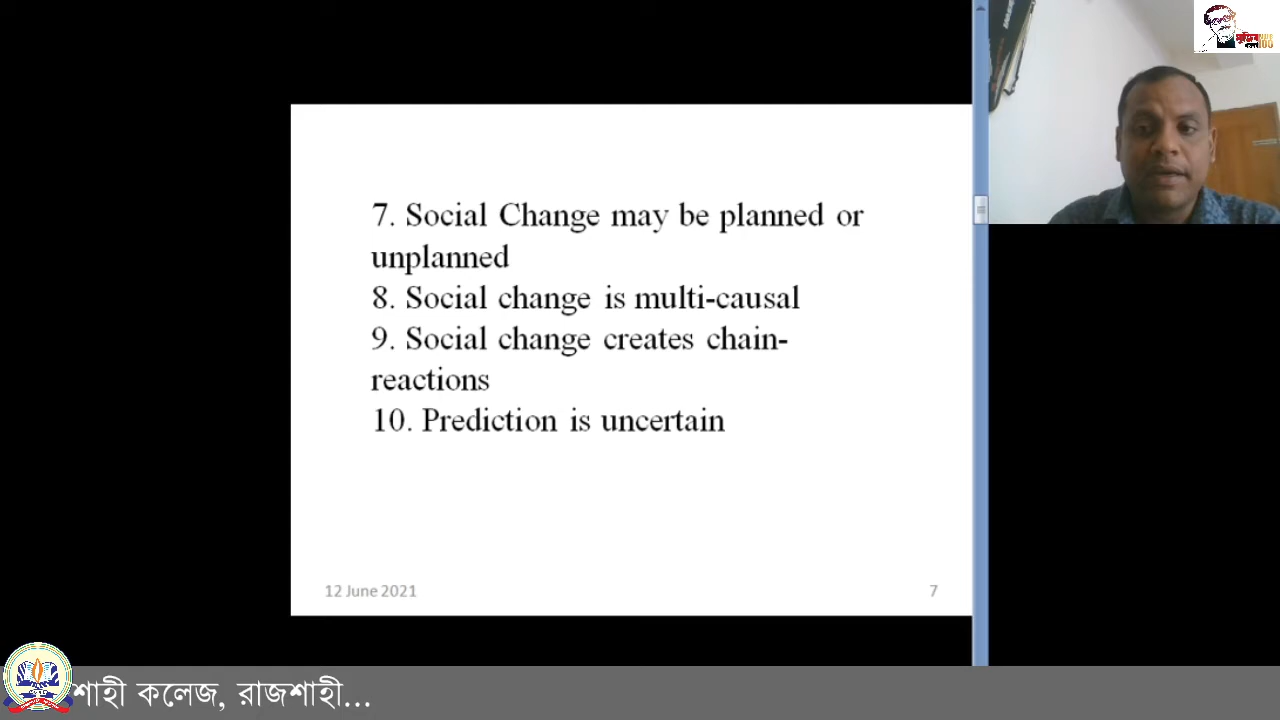 7. Social Change may be planned or
unplanned
8. Social change is multi-causal
9. Social change creates chain-
reactions
10. Prediction is uncertain
12 June 2021
7
শাহী কলেজ, রাজশাহী...